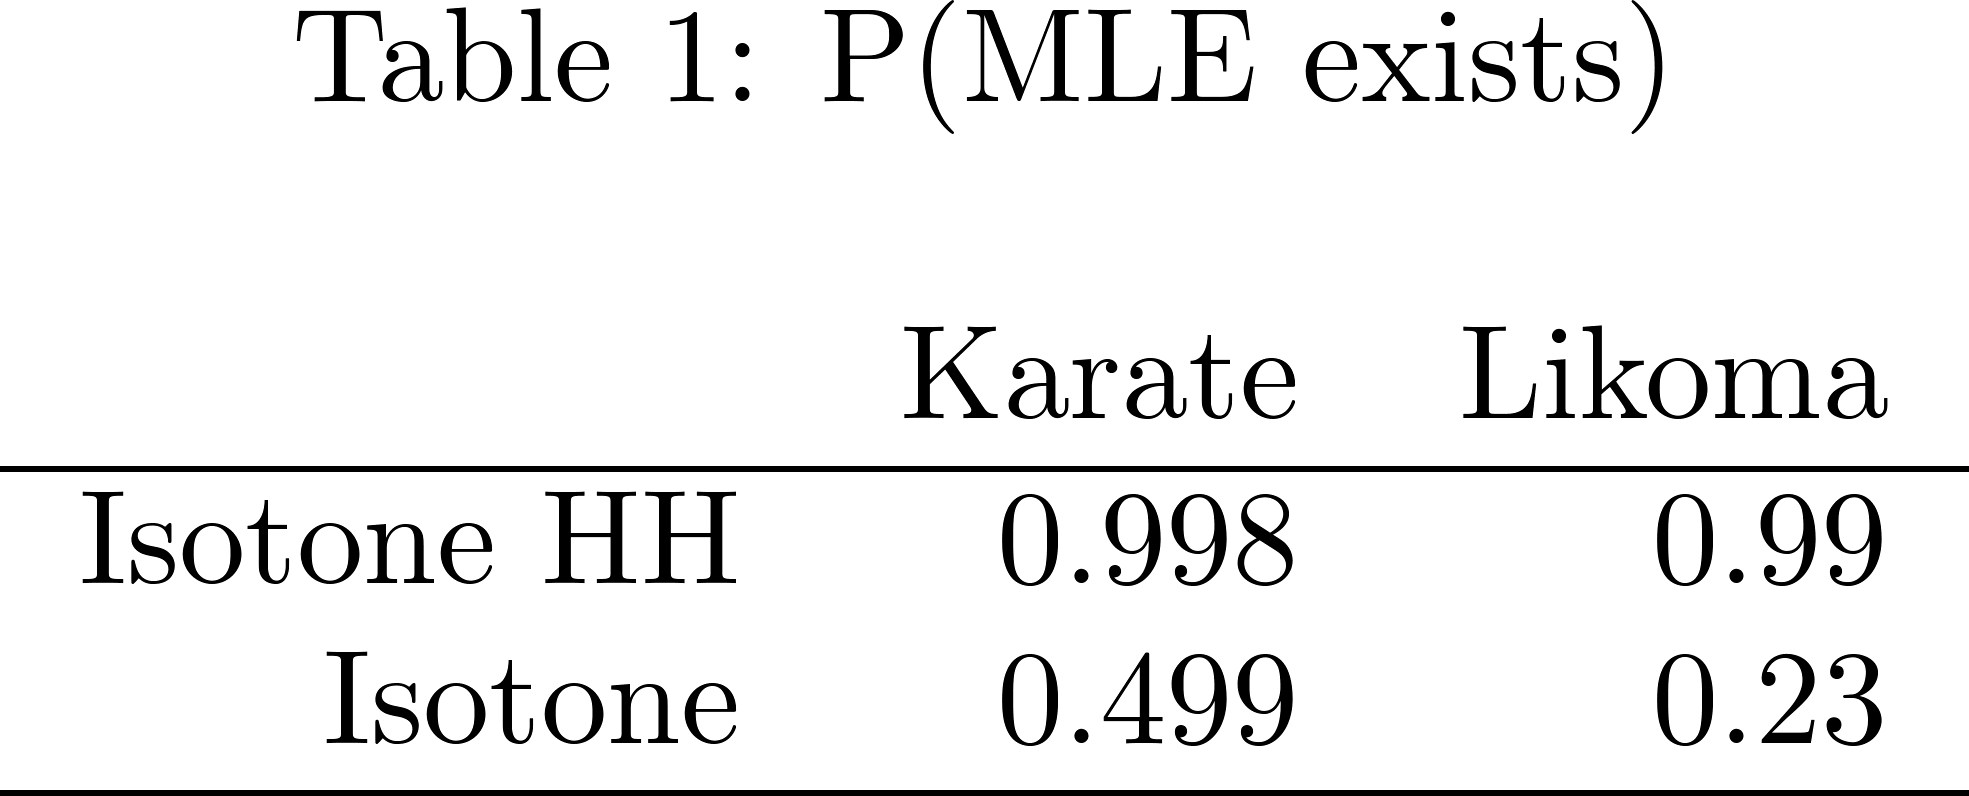 Table 1: P(MLE exists)
Karate Likoma
Isotone HH 0.998 0.99
Isotone 0.499 0.23